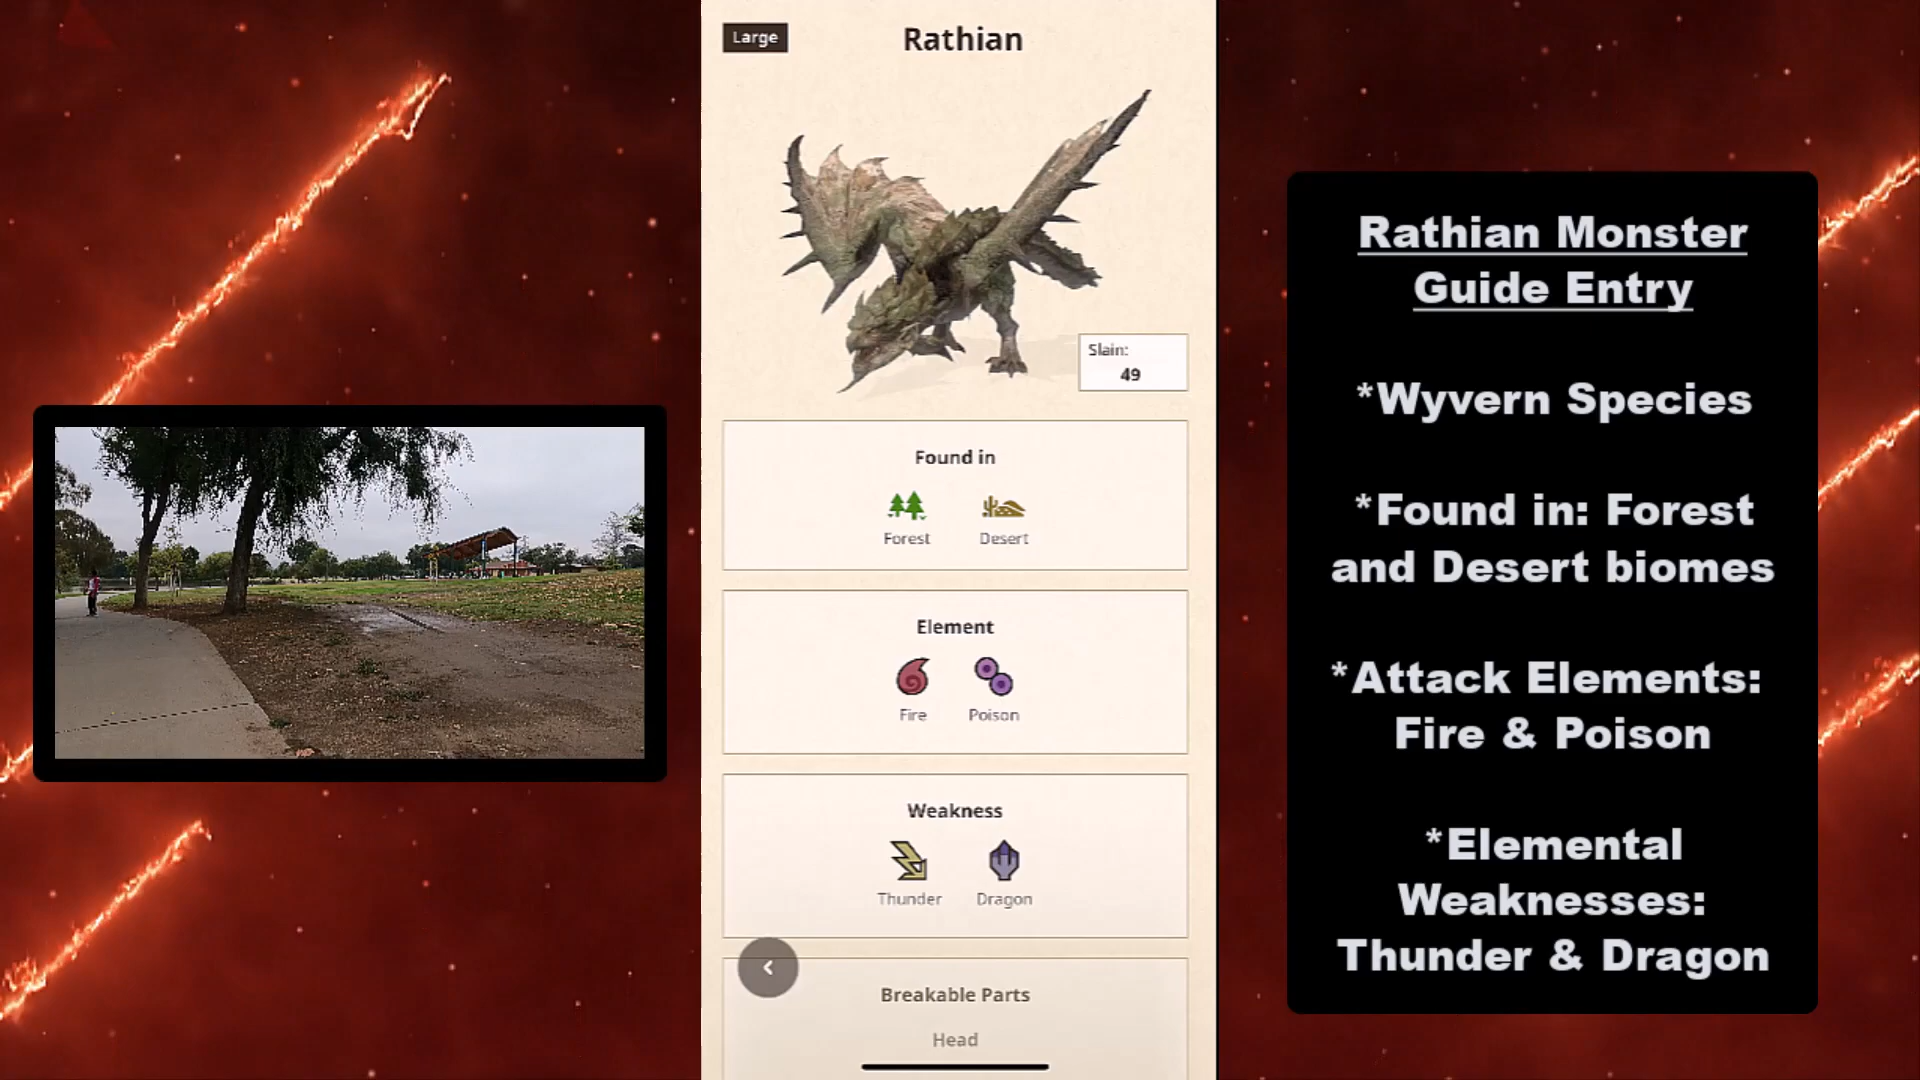 Large
Rathian
Slain:
49
Found in
Forest
Desert
Element
Fire
Poison
Weakness
Thunder
Dragon
Breakable Parts
Head
Rathian Monster
Guide Entry
*Wyvern Species
*Found in: Forest
and Desert biomes
*Attack Elements:
Fire & Poison
*Elemental
Weaknesses:
Thunder & Dragon